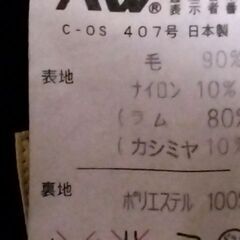 表示者番
C-OS 407号 日本製
表地
毛 90%
ナイロン 10%
(ラム 80%
(カシミヤ 10%
裏地
ポリエステル 100%